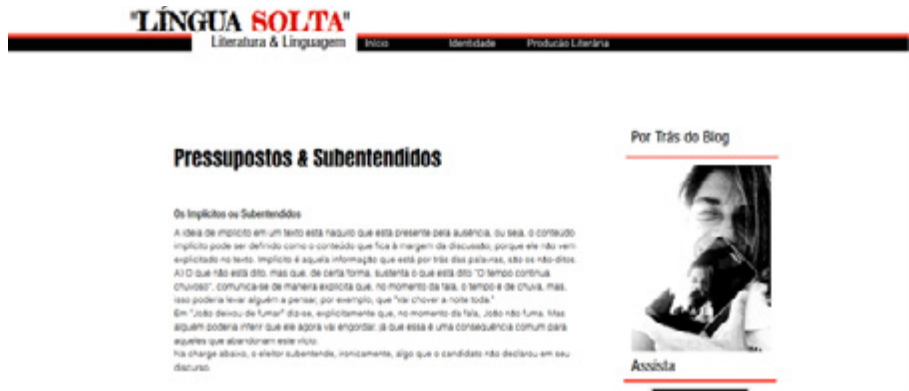 "LÍNGUA SOLTA"
Literatura & Linguagem
Início Identidade Produção Literária
Por Trás do Blog
Pressupostos & Subentendidos
Os Implícitos ou Subentendidos
A ideia de implícito em um texto está naquilo que está presente pela ausência, ou seja, o conteúdo
implícito pode ser definido como o conteúdo que fica à margem da discussão, porque ele não vem
explicitado no texto. Implícito é aquela informação que está por trás das palavras, são os não-ditos.
A) O que não está dito, mas que, de certa forma, sustenta o que está dito "O tempo continua
chuvoso", comunica-se de maneira explícita que, no momento da fala, o tempo é de chuva, mas,
isso poderia levar alguém a pensar, por exemplo, que "Vai chover a noite toda."
Em "João deixou de fumar" diz-se, explicitamente que, no momento da fala, João não fuma. Mas
alguém poderia inferir que ele agora vai engordar, já que essa é uma consequência comum para
aqueles que abandonam este vício.
Na charge abaixo, o eleitor subentende, ironicamente, algo que o candidato não declarou em seu
discurso.
Assista